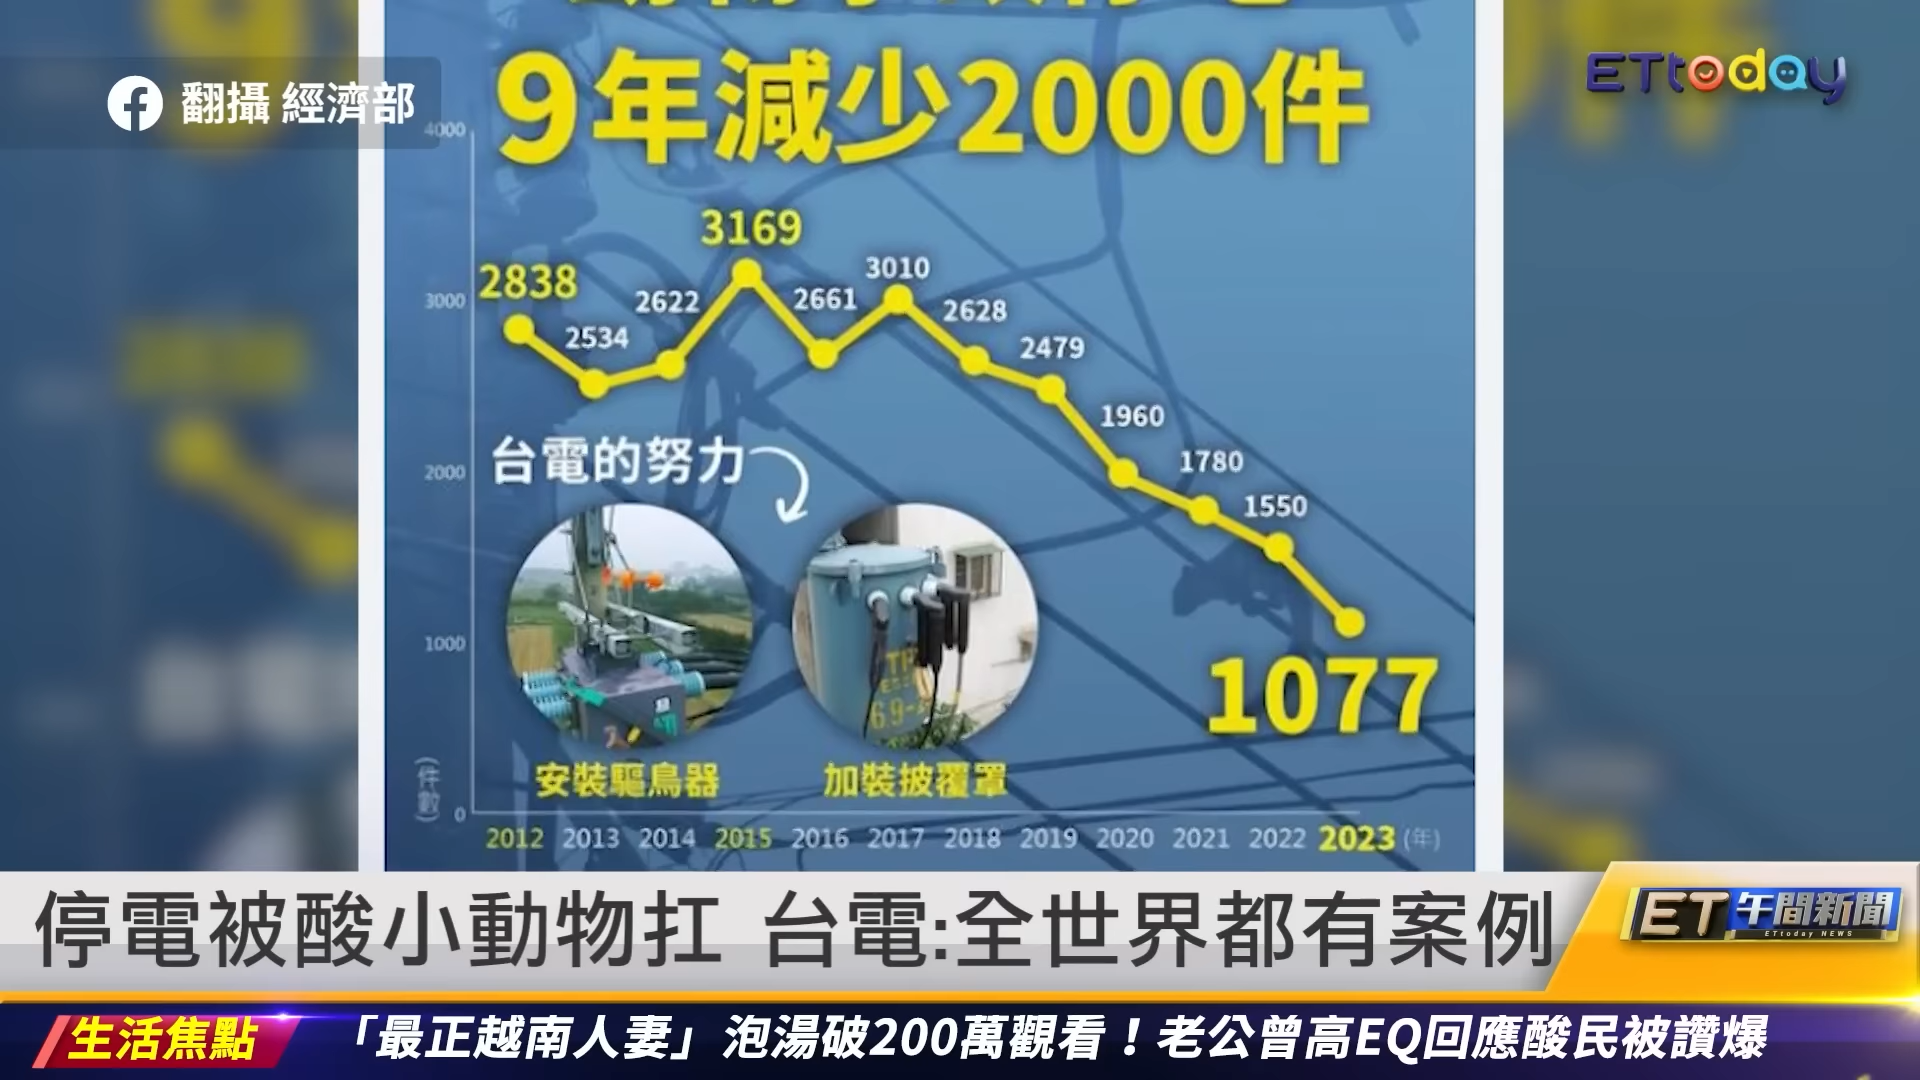 翻攝 經濟部
ETtoday
9年減少2000件
4000
3000
2000
1000
0
(件數)
2838
2534
2622
3169
2661
3010
2628
2479
1960
1780
1550
1077
台電的努力
安裝驅鳥器
加裝披覆罩
2012 2013 2014 2015 2016 2017 2018 2019 2020 2021 2022 2023 (年)
停電被酸小動物扛 台電:全世界都有案例
ET午間新聞
ETtoday NEWS
生活焦點
「最正越南人妻」泡湯破200萬觀看！老公曾高EQ回應酸民被讚爆